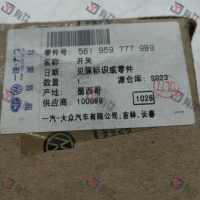 零件号: 561 959 777 9B9
名称: 开关
车型: 见原标识或零件
数量: 1 源仓库: S023
产地: 墨西哥
供应商: 100099 1026
一汽-大众汽车有限公司,吉林,长春